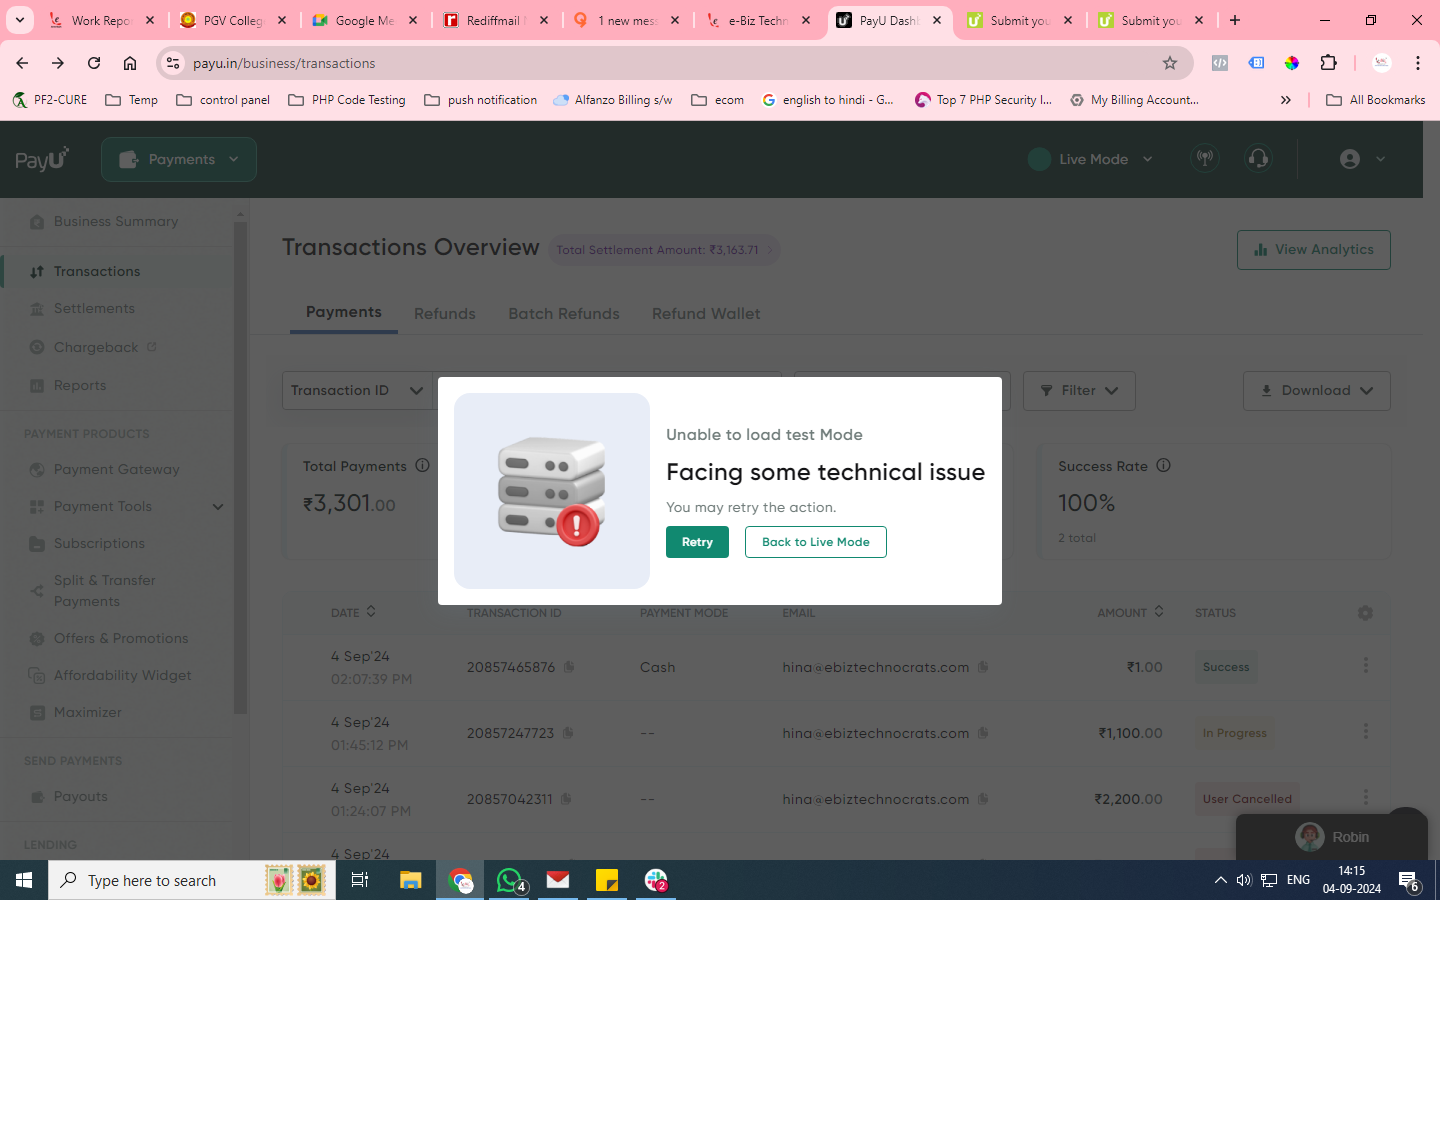 Work Repo
PGV Colleg
Google Me
Rediffmail
1 new mess
e-Biz Techn
PayU Dash
Submit you
Submit you
payu.in/business/transactions
PF2-CURE
Temp
control panel
PHP Code Testing
push notification
Alfanzo Billing s/w
ecom
english to hindi - G...
Top 7 PHP Security I...
My Billing Account...
All Bookmarks
PayU
Payments
Live Mode
Business Summary
Transactions
Settlements
Chargeback
Reports
PAYMENT PRODUCTS
Payment Gateway
Payment Tools
Subscriptions
Split & Transfer
Payments
Offers & Promotions
Affordability Widget
Maximizer
SEND PAYMENTS
Payouts
LENDING
Transactions Overview
Total Settlement Amount: ₹3,163.71
View Analytics
Payments
Refunds
Batch Refunds
Refund Wallet
Transaction ID
Filter
Download
Total Payments
₹3,301.00
Success Rate
100%
2 total
Unable to load test Mode
Facing some technical issue
You may retry the action.
Retry
Back to Live Mode
DATE
TRANSACTION ID
PAYMENT MODE
EMAIL
AMOUNT
STATUS
4 Sep'24
02:07:39 PM
20857465876
Cash
hina@ebiztechnocrats.com
₹1.00
Success
4 Sep'24
01:45:12 PM
20857247723
--
hina@ebiztechnocrats.com
₹1,100.00
In Progress
4 Sep'24
01:24:07 PM
20857042311
--
hina@ebiztechnocrats.com
₹2,200.00
User Cancelled
4 Sep'24
Robin
Type here to search
4
2
ENG
14:15
04-09-2024
6